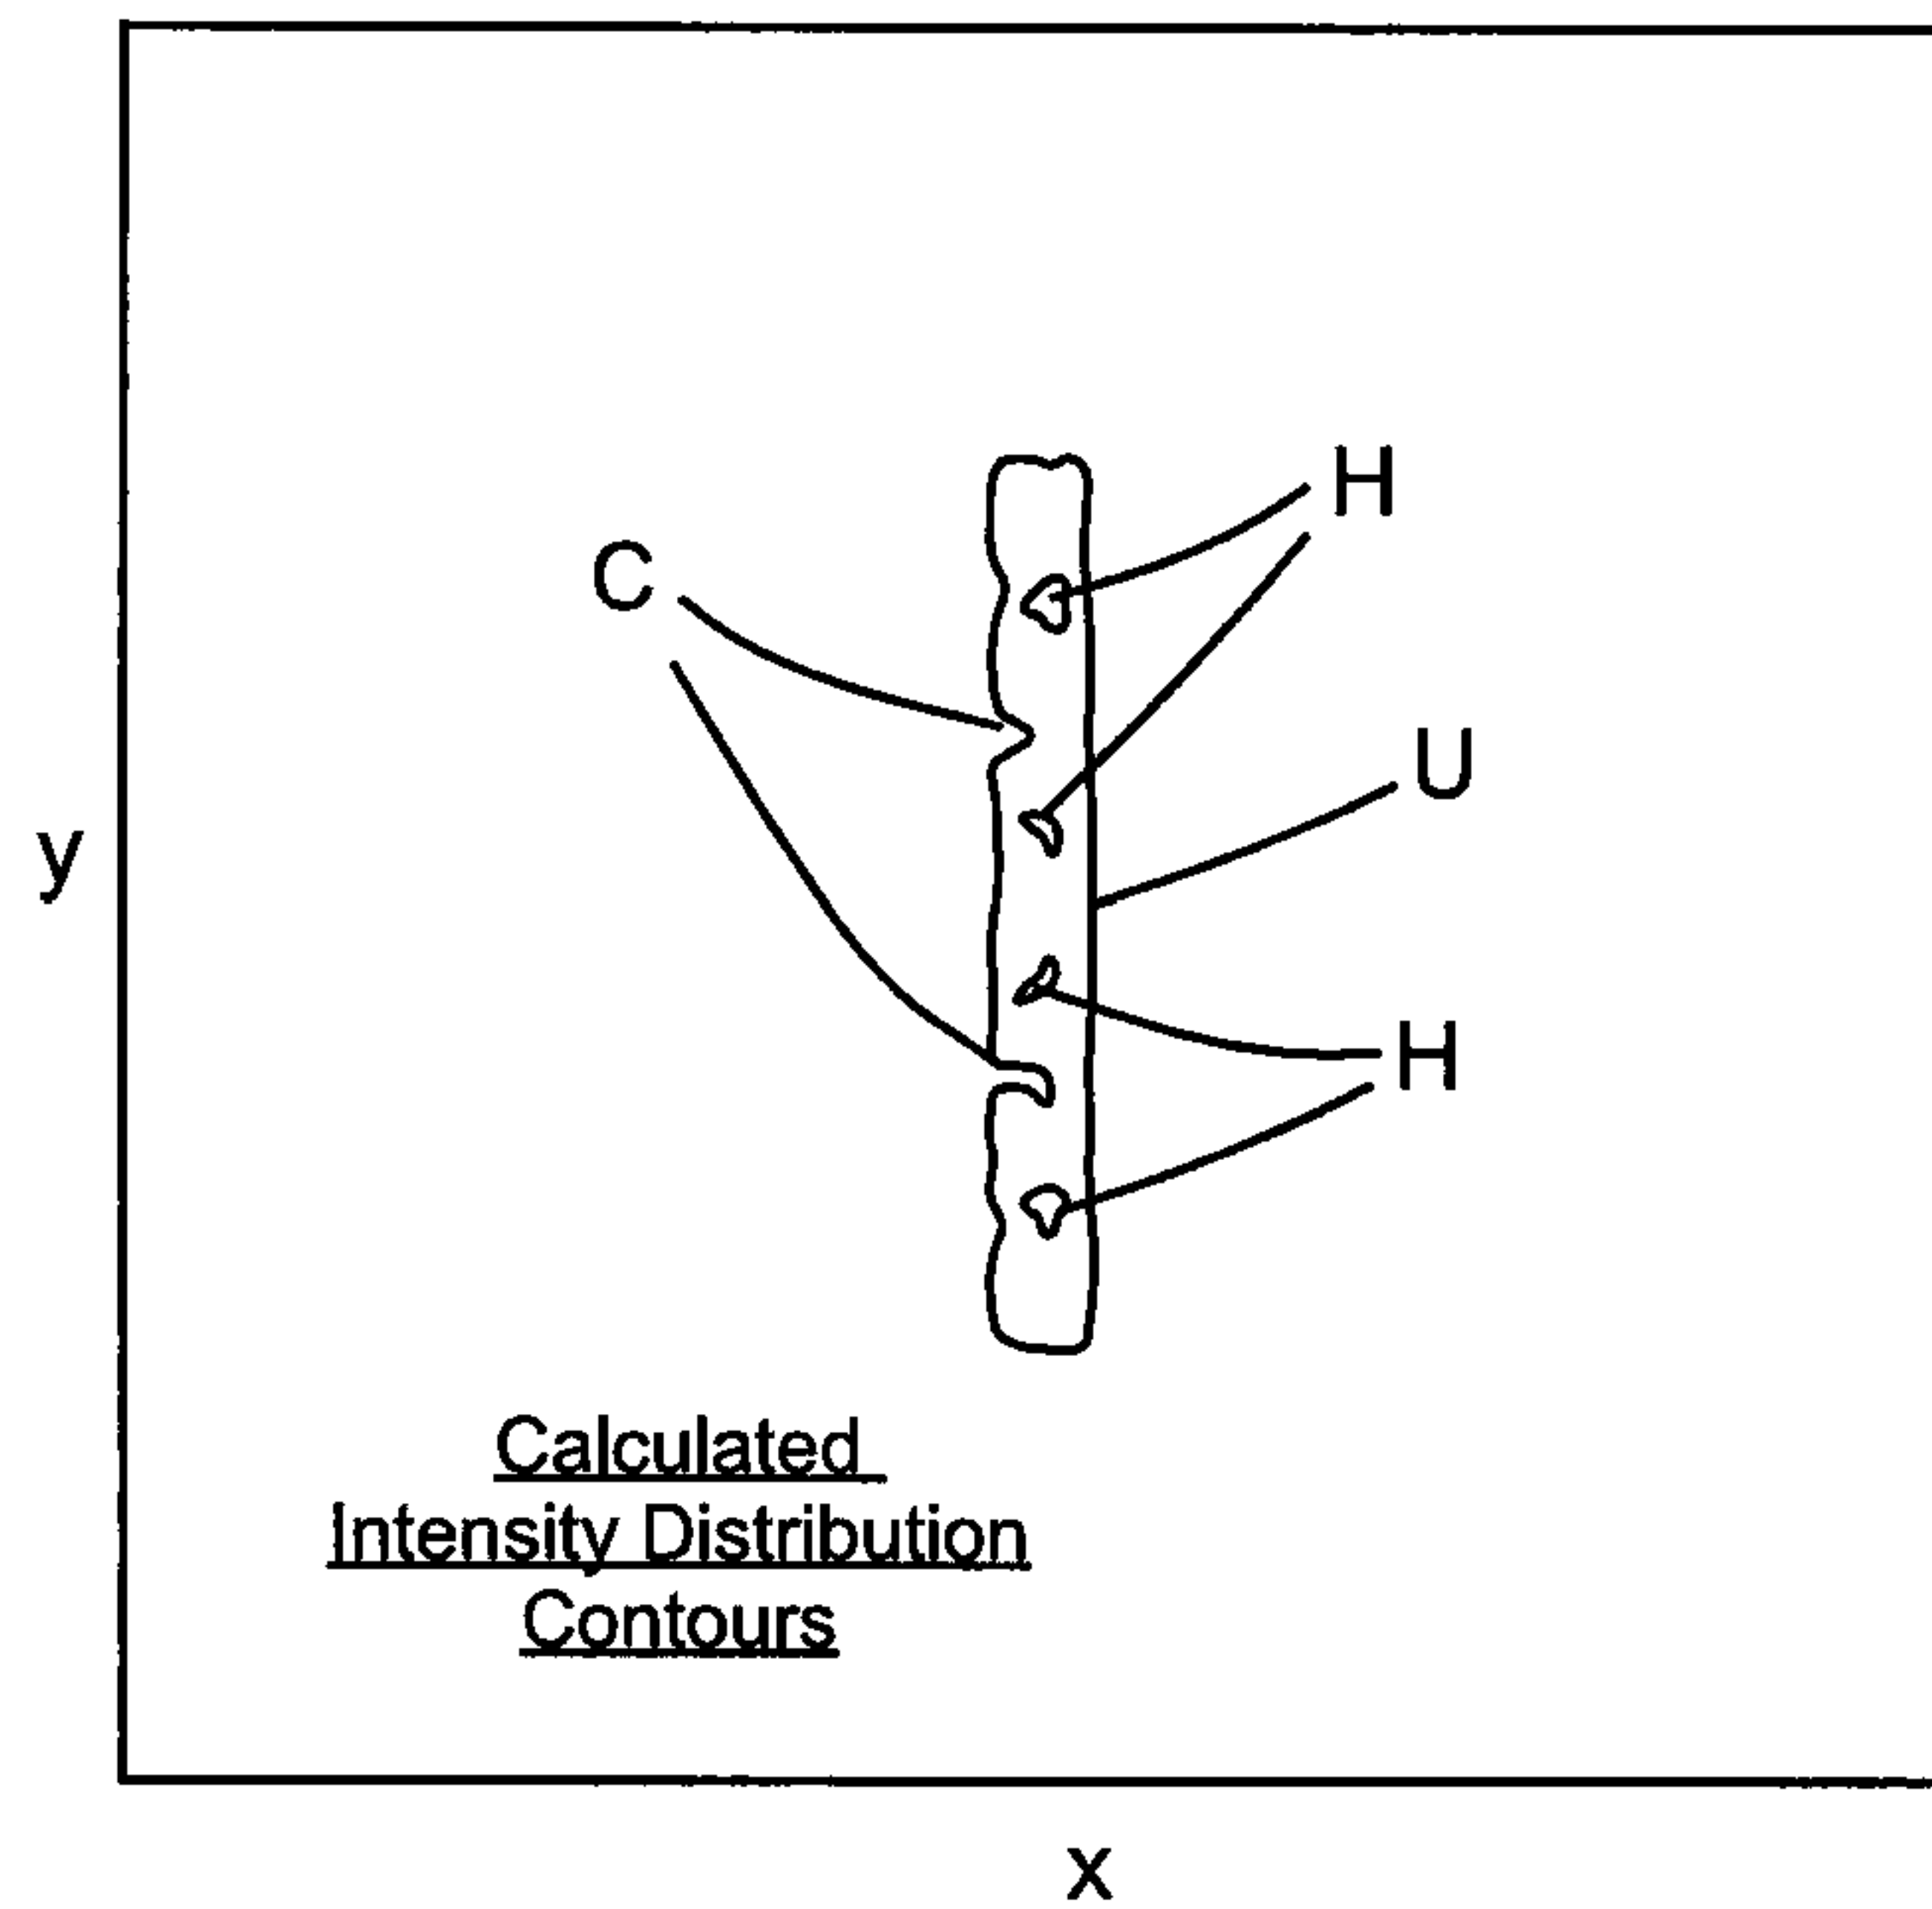 H
C
U
y
H
Calculated
Intensity Distribution
Contours
x